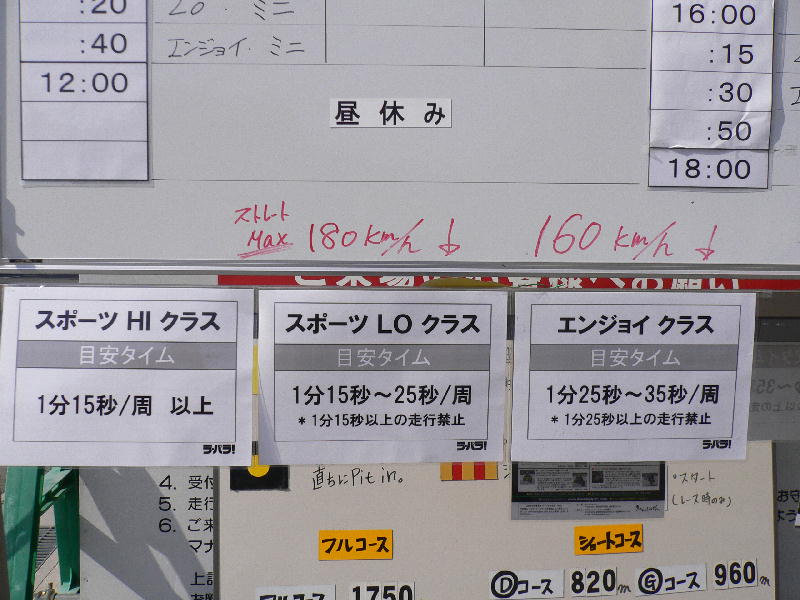 :20
LO・ミニ
:40
エンジョイ・ミニ
12:00
昼休み
16:00
:15
:30
:50
18:00
ストレート
Max 180km/h ↓
160km/h ↓
スポーツ HI クラス
目安タイム
1分15秒/周 以上
ラ・パラ!
スポーツ LO クラス
目安タイム
1分15秒～25秒/周
* 1分15秒以上の走行禁止
ラ・パラ!
エンジョイ クラス
目安タイム
1分25秒～35秒/周
* 1分25秒以上の走行禁止
ラ・パラ!
4. 受付
5. 走行
6. ご来
マナ
直ちにPit in。
*スタート
(レース時のみ)
フルコース
ショートコース
フルコース 1750
Dコース 820m
Gコース 960m